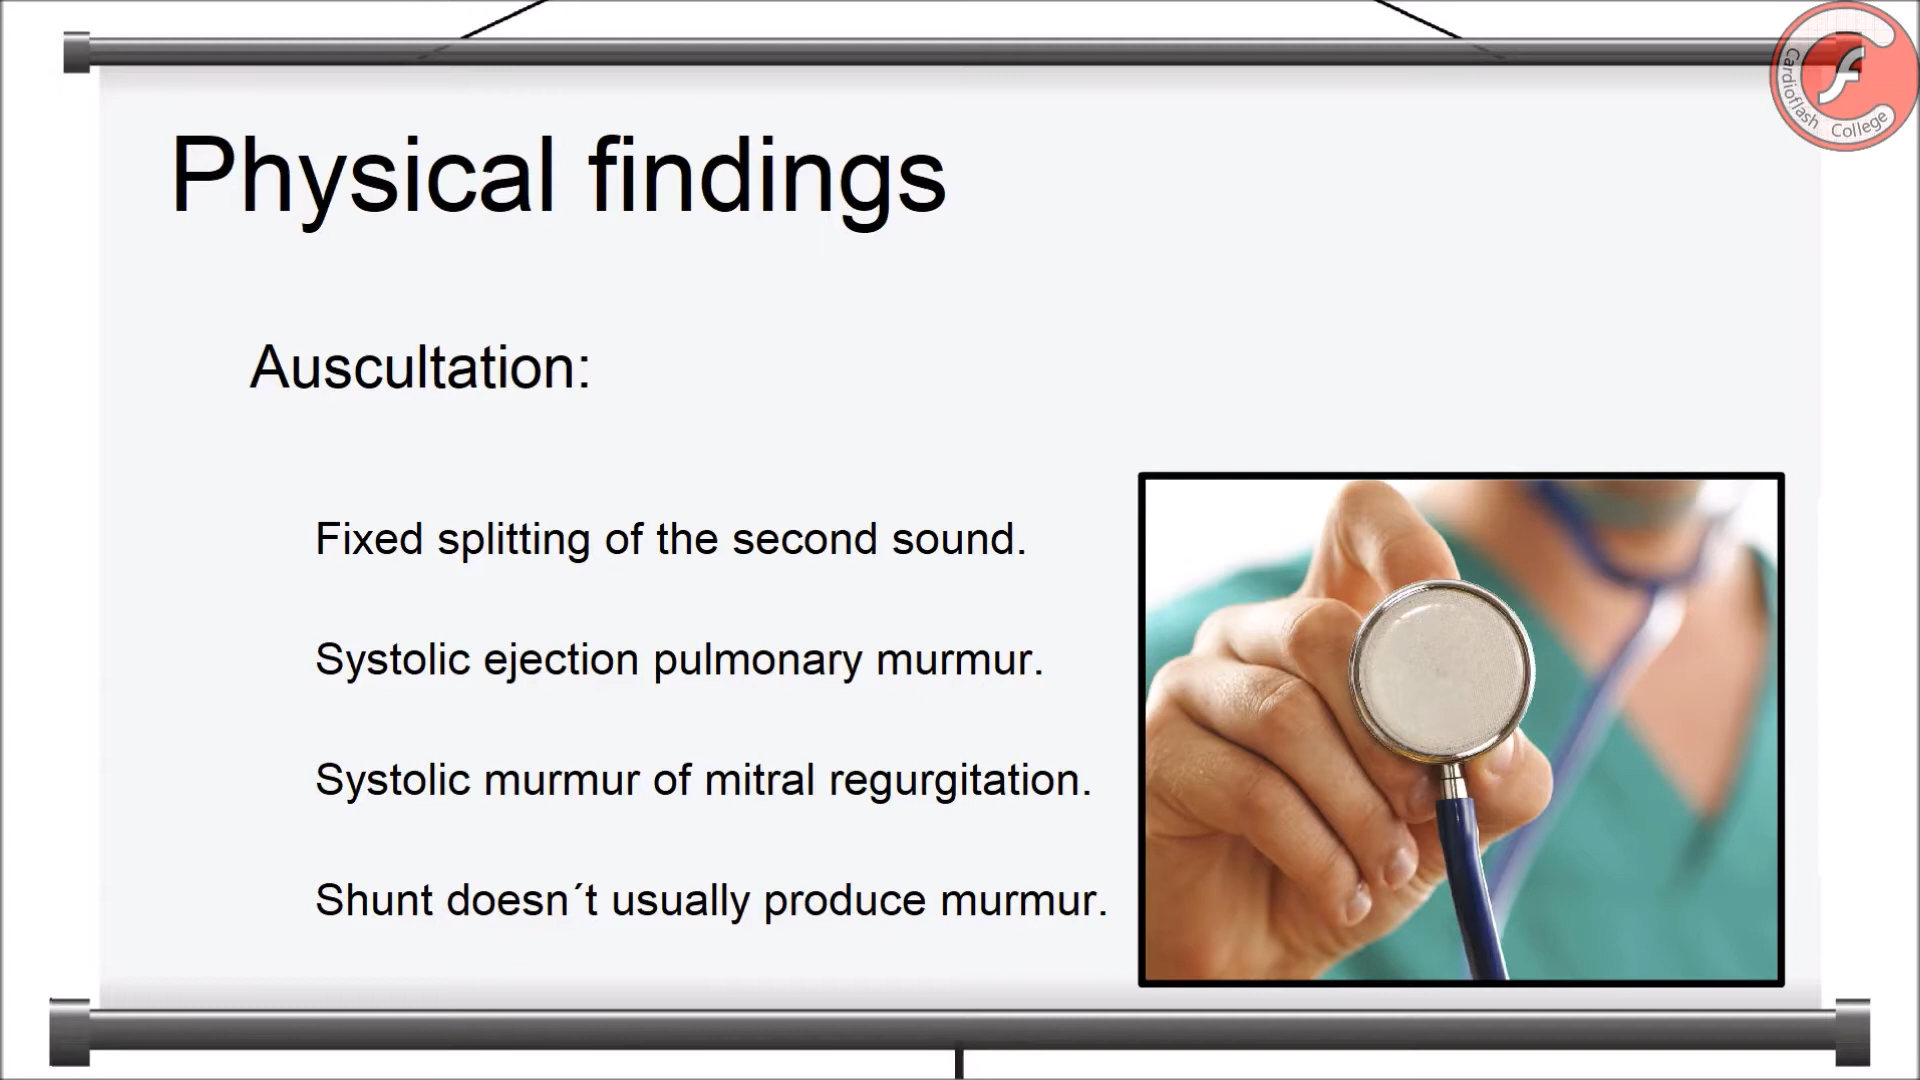 Cardioflash College
Physical findings
Auscultation:
Fixed splitting of the second sound.
Systolic ejection pulmonary murmur.
Systolic murmur of mitral regurgitation.
Shunt doesn´t usually produce murmur.